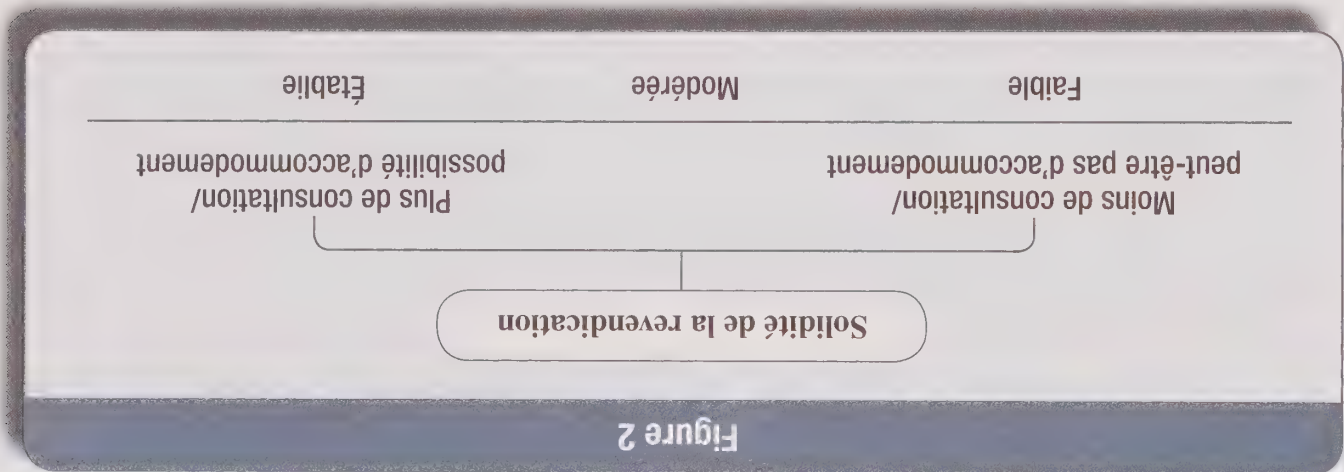 Figure 2
Solidité de la revendication
Moins de consultation/
peut-être pas d'accommodement
Plus de consultation/
possibilité d'accommodement
Faible
Modérée
Établie